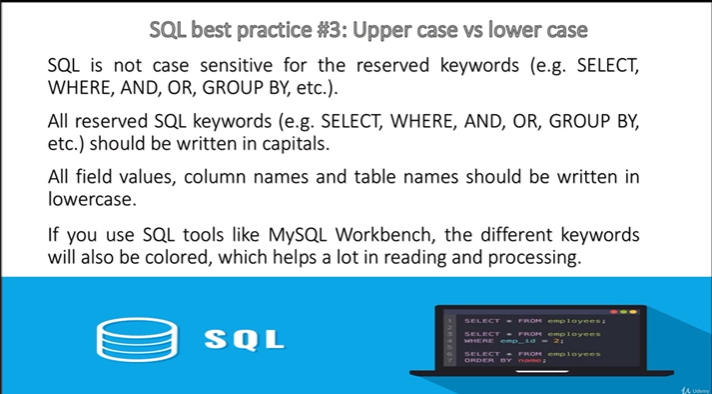 SQL best practice #3: Upper case vs lower case
SQL is not case sensitive for the reserved keywords (e.g. SELECT,
WHERE, AND, OR, GROUP BY, etc.).
All reserved SQL keywords (e.g. SELECT, WHERE, AND, OR, GROUP BY,
etc.) should be written in capitals.
All field values, column names and table names should be written in
lowercase.
If you use SQL tools like MySQL Workbench, the different keywords
will also be colored, which helps a lot in reading and processing.
SQL
1 SELECT * FROM employees;
2
3 SELECT * FROM employees
4 WHERE emp_id = 2;
5
6 SELECT * FROM employees
7 ORDER BY name;
Udemy